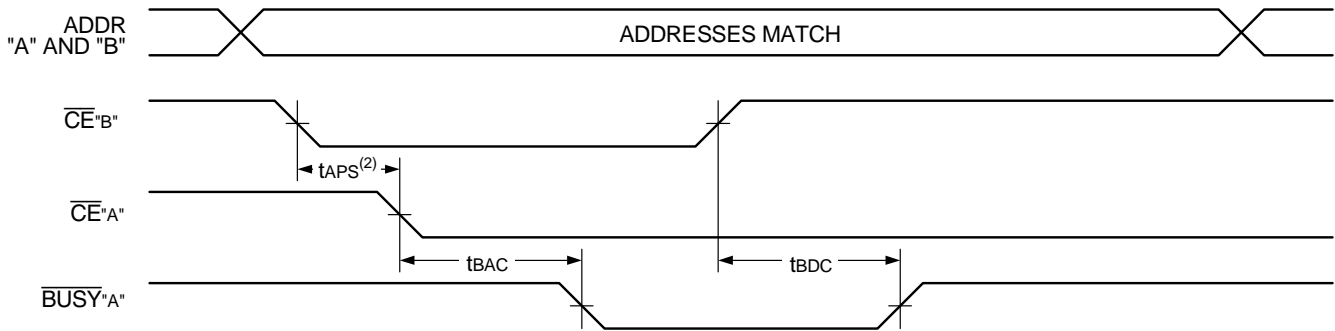 ADDR
"A" AND "B"
ADDRESSES MATCH
CE"B"
tAPS(2)
CE"A"
tBAC
tBDC
BUSY"A"